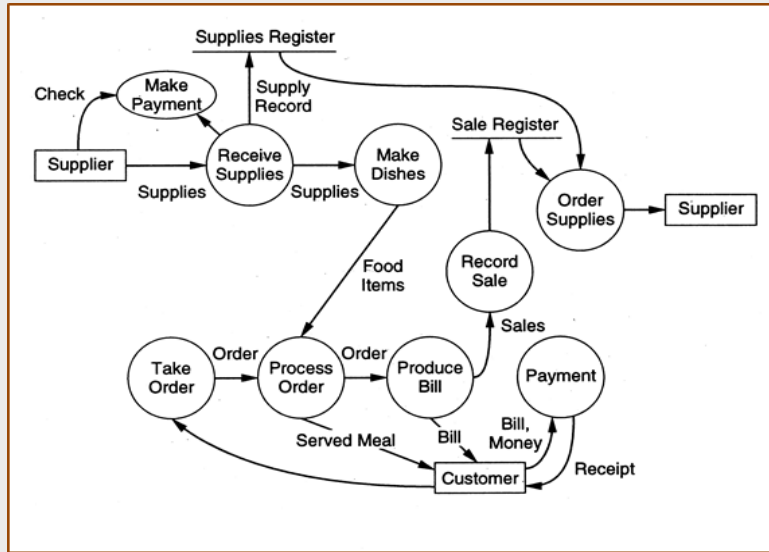 Supplies Register
Make
Payment
Check
Supply
Record
Sale Register
Supplier
Receive
Supplies
Make
Dishes
Supplies
Supplies
Order
Supplies
Supplier
Food
Items
Record
Sale
Sales
Take
Order
Order
Process
Order
Order
Produce
Bill
Payment
Served Meal
Bill
Bill,
Money
Customer
Receipt